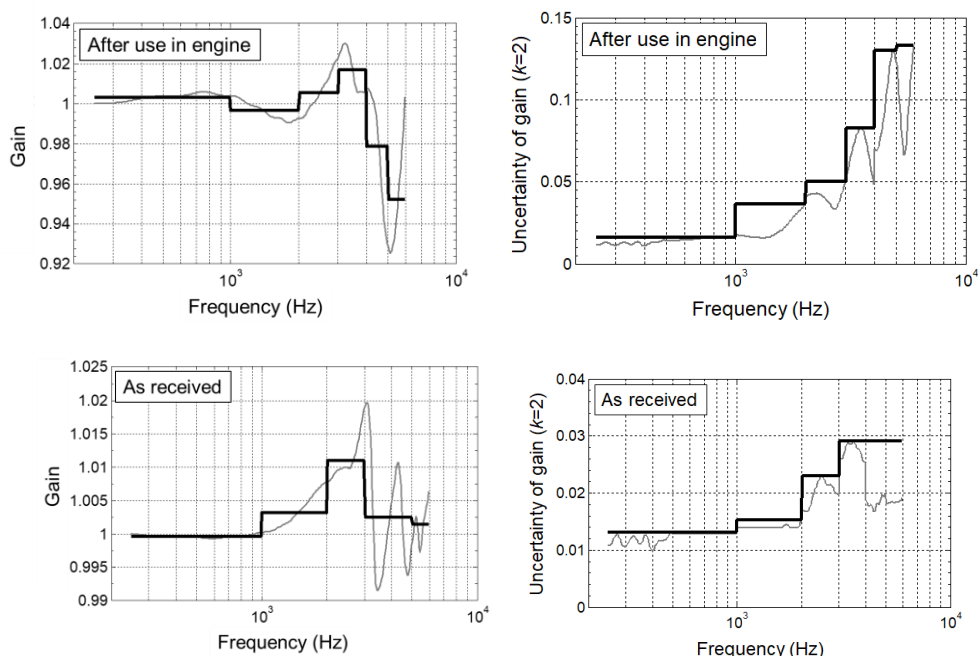 After use in engine
Gain
1.04
1.02
1
0.98
0.96
0.94
0.92
10³
10⁴
Frequency (Hz)
After use in engine
Uncertainty of gain (k=2)
0.15
0.1
0.05
0
10³
10⁴
Frequency (Hz)
As received
Gain
1.025
1.02
1.015
1.01
1.005
1
0.995
0.99
10³
10⁴
Frequency (Hz)
As received
Uncertainty of gain (k=2)
0.04
0.03
0.02
0.01
0
10³
10⁴
Frequency (Hz)